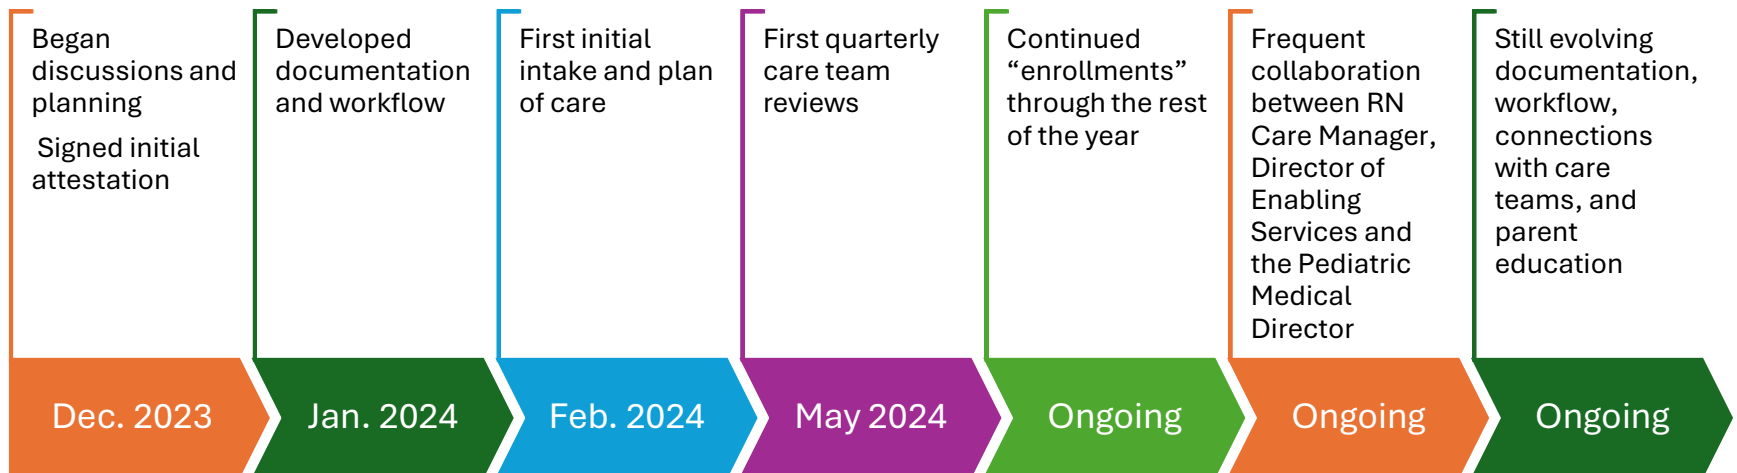 Began
discussions and
planning
Signed initial
attestation
Developed
documentation
and workflow
First initial
intake and plan
of care
First quarterly
care team
reviews
Continued
“enrollments”
through the rest
of the year
Frequent
collaboration
between RN
Care Manager,
Director of
Enabling
Services and
the Pediatric
Medical
Director
Still evolving
documentation,
workflow,
connections
with care
teams, and
parent
education
Dec. 2023
Jan. 2024
Feb. 2024
May 2024
Ongoing
Ongoing
Ongoing